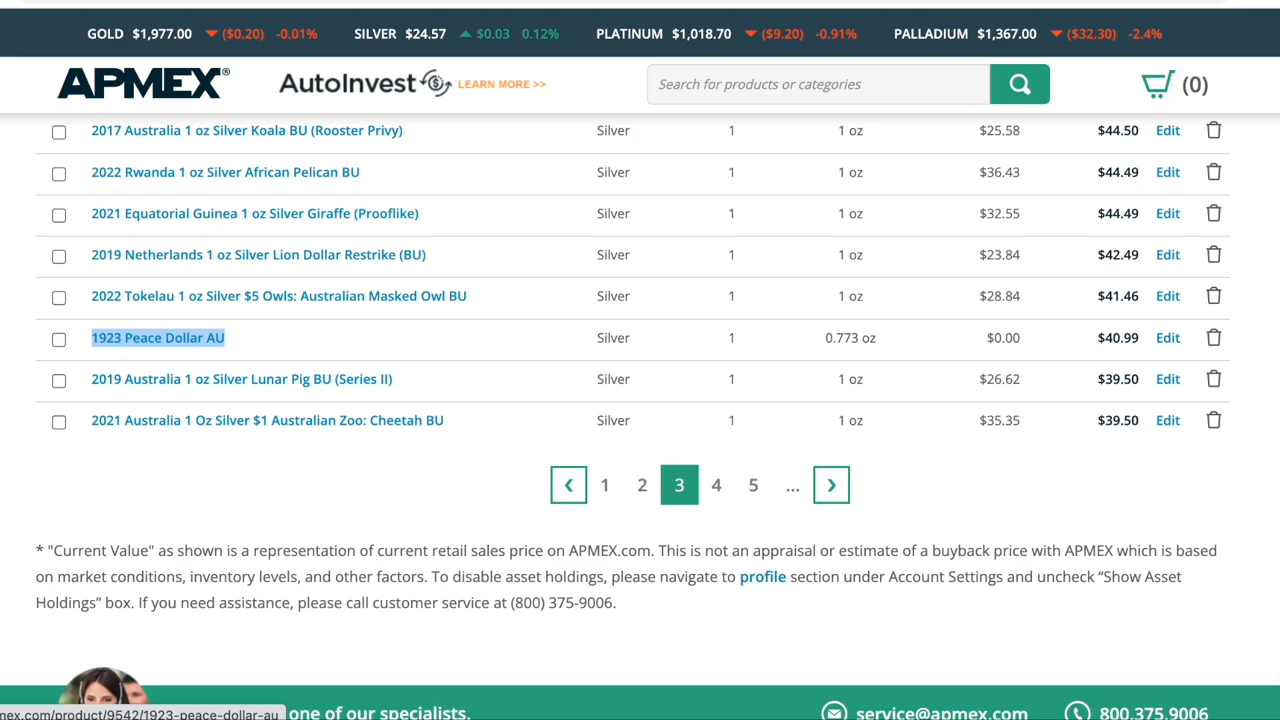 GOLD $1,977.00 ▼ ($0.20) -0.01% SILVER $24.57 ▲ $0.03 0.12% PLATINUM $1,018.70 ▼ ($9.20) -0.91% PALLADIUM $1,367.00 ▼ ($32.30) -2.4%
APMEX® AutoInvest LEARN MORE >> Search for products or categories (0)
2017 Australia 1 oz Silver Koala BU (Rooster Privy) Silver 1 1 oz $25.58 $44.50 Edit
2022 Rwanda 1 oz Silver African Pelican BU Silver 1 1 oz $36.43 $44.49 Edit
2021 Equatorial Guinea 1 oz Silver Giraffe (Prooflike) Silver 1 1 oz $32.55 $44.49 Edit
2019 Netherlands 1 oz Silver Lion Dollar Restrike (BU) Silver 1 1 oz $23.84 $42.49 Edit
2022 Tokelau 1 oz Silver $5 Owls: Australian Masked Owl BU Silver 1 1 oz $28.84 $41.46 Edit
1923 Peace Dollar AU Silver 1 0.773 oz $0.00 $40.99 Edit
2019 Australia 1 oz Silver Lunar Pig BU (Series II) Silver 1 1 oz $26.62 $39.50 Edit
2021 Australia 1 Oz Silver $1 Australian Zoo: Cheetah BU Silver 1 1 oz $35.35 $39.50 Edit
‹ 1 2 3 4 5 ... ›
* "Current Value" as shown is a representation of current retail sales price on APMEX.com. This is not an appraisal or estimate of a buyback price with APMEX which is based
on market conditions, inventory levels, and other factors. To disable asset holdings, please navigate to profile section under Account Settings and uncheck “Show Asset
Holdings” box. If you need assistance, please call customer service at (800) 375-9006.
one of our specialists. service@apmex.com 800.375.9006
mex.com/product/9542/1923-peace-dollar-au